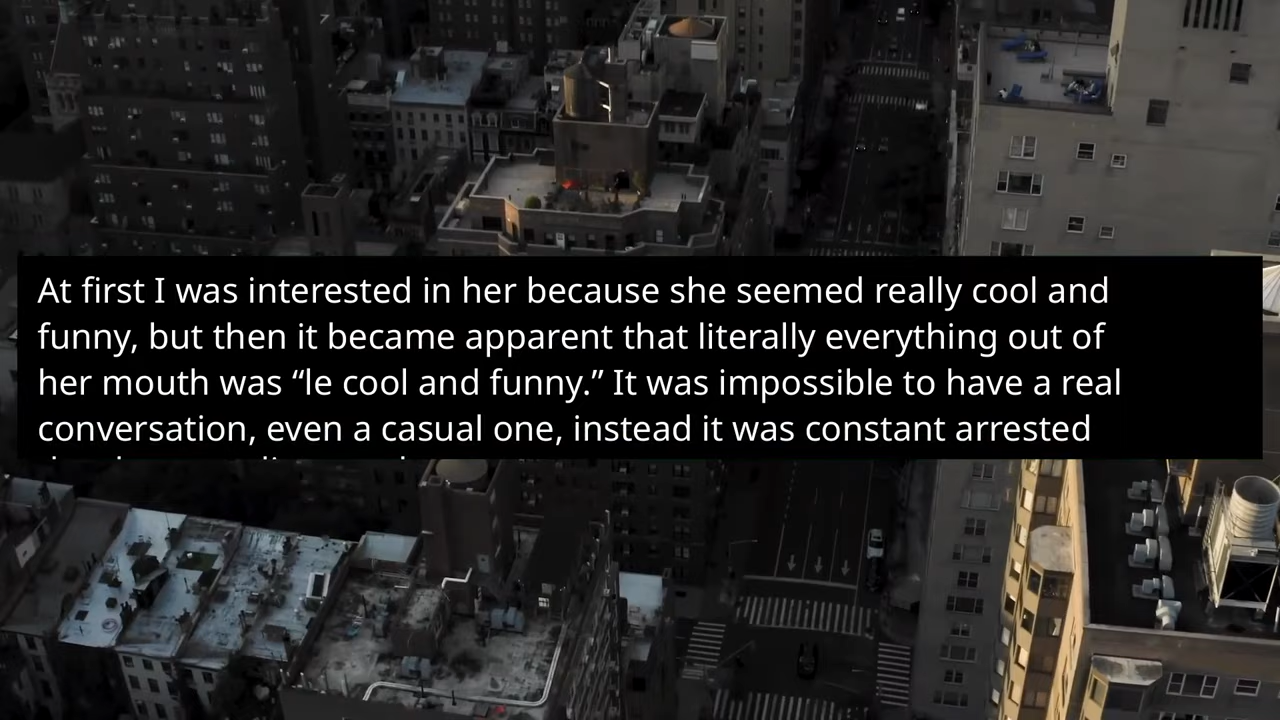 At first I was interested in her because she seemed really cool and
funny, but then it became apparent that literally everything out of
her mouth was “le cool and funny.” It was impossible to have a real
conversation, even a casual one, instead it was constant arrested